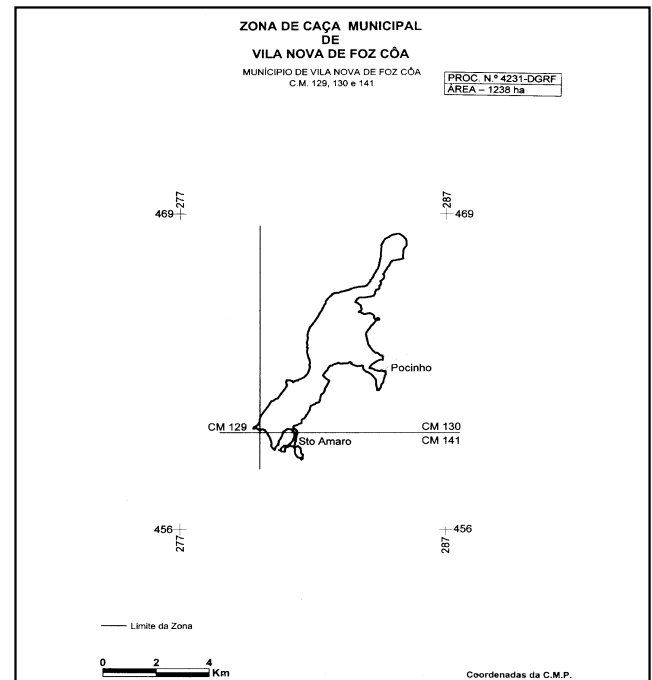 ZONA DE CAÇA MUNICIPAL
DE
VILA NOVA DE FOZ CÔA
MUNÍCIPIO DE VILA NOVA DE FOZ CÔA
C.M. 129, 130 e 141
PROC. N.º 4231-DGRF
ÁREA – 1238 ha
277
287
469
469
Pocinho
CM 129
CM 130
Sto Amaro
CM 141
456
456
277
287
Limite da Zona
0 2 4
Km
Coordenadas da C.M.P.